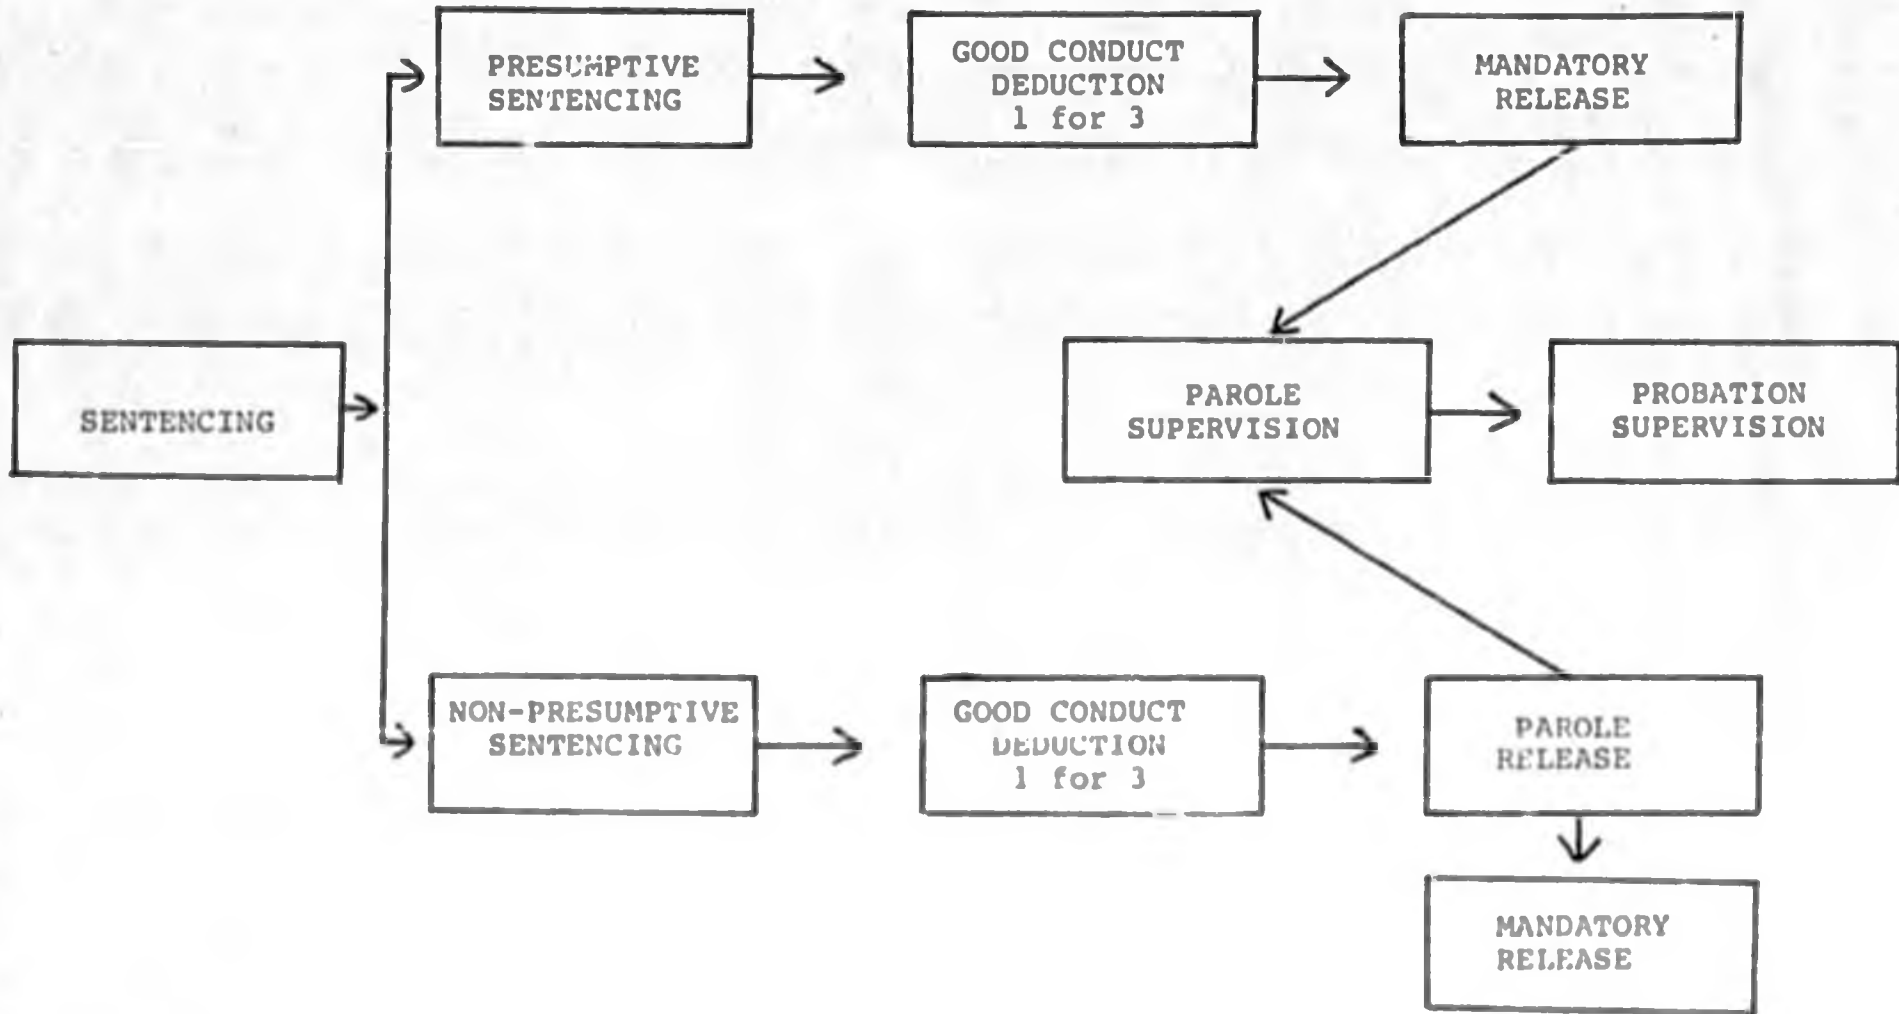 PRESUMPTIVE
SENTENCING
GOOD CONDUCT
DEDUCTION
1 for 3
MANDATORY
RELEASE
SENTENCING
PAROLE
SUPERVISION
PROBATION
SUPERVISION
NON-PRESUMPTIVE
SENTENCING
GOOD CONDUCT
DEDUCTION
1 for 3
PAROLE
RELEASE
MANDATORY
RELEASE